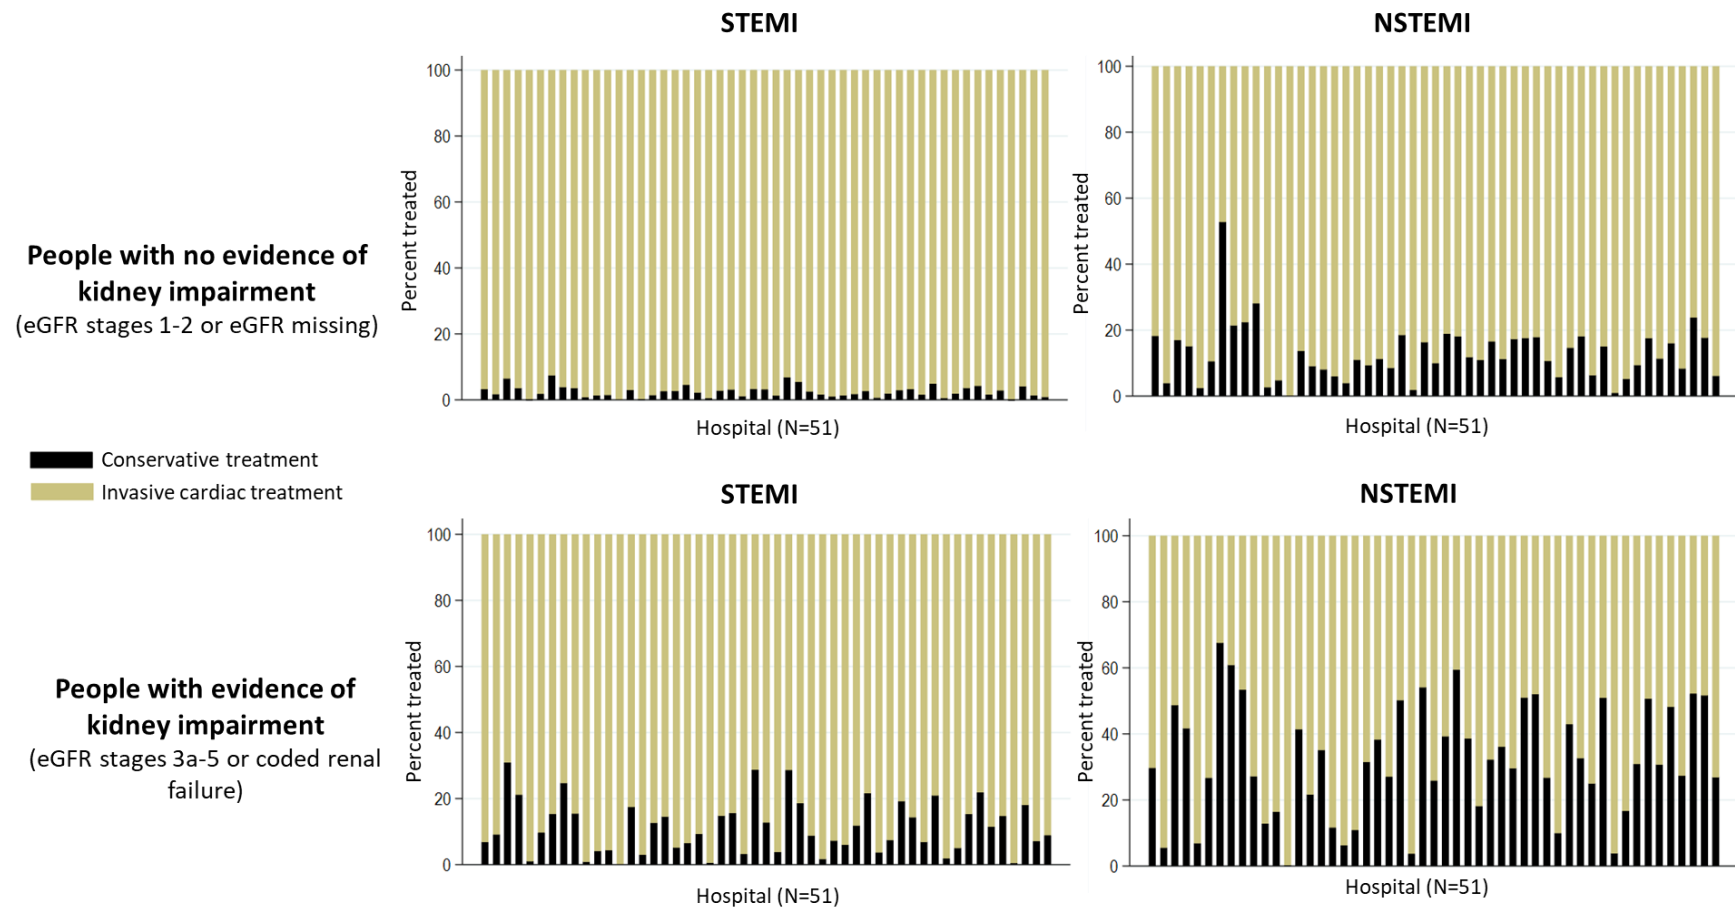 STEMI
NSTEMI
100
80
60
40
20
0
Percent treated
Hospital (N=51)
100
80
60
40
20
0
Percent treated
Hospital (N=51)
People with no evidence of
kidney impairment
(eGFR stages 1-2 or eGFR missing)
Conservative treatment
Invasive cardiac treatment
STEMI
NSTEMI
100
80
60
40
20
0
Percent treated
Hospital (N=51)
100
80
60
40
20
0
Percent treated
Hospital (N=51)
People with evidence of
kidney impairment
(eGFR stages 3a-5 or coded renal
failure)